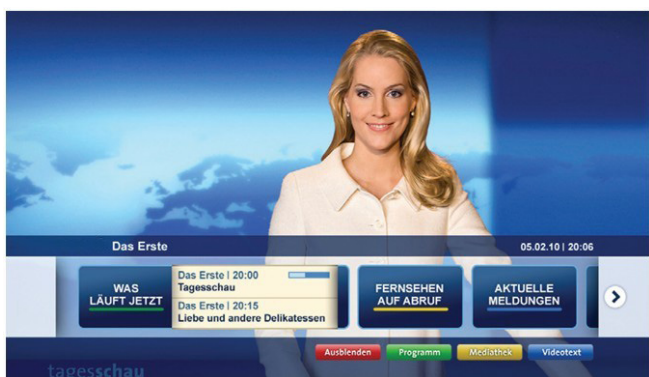 Das Erste
05.02.10 | 20:06
WAS
LÄUFT JETZT
Das Erste | 20:00
Tagesschau
Das Erste | 20:15
Liebe und andere Delikatessen
FERNSEHEN
AUF ABRUF
AKTUELLE
MELDUNGEN
Ausblenden
Programm
Mediathek
Videotext
tagesschau